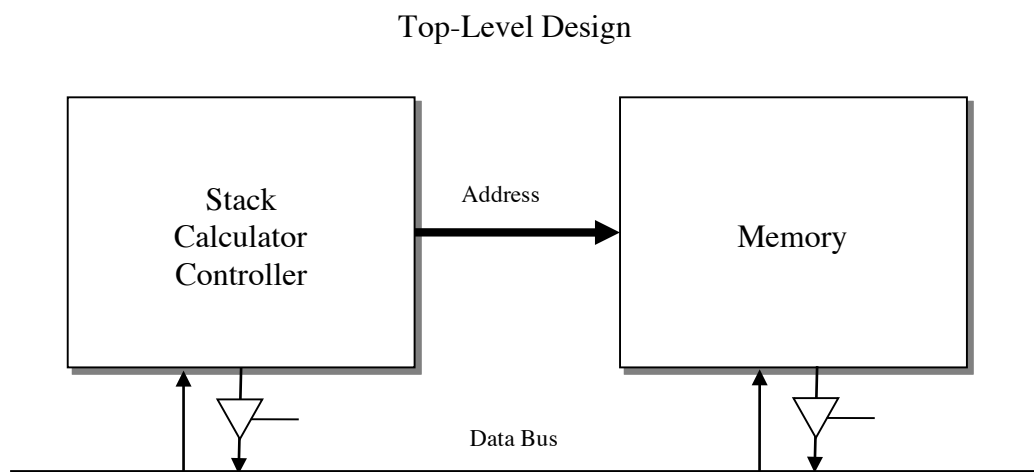 Top-Level Design
Stack
Calculator
Controller
Address
Memory
Data Bus